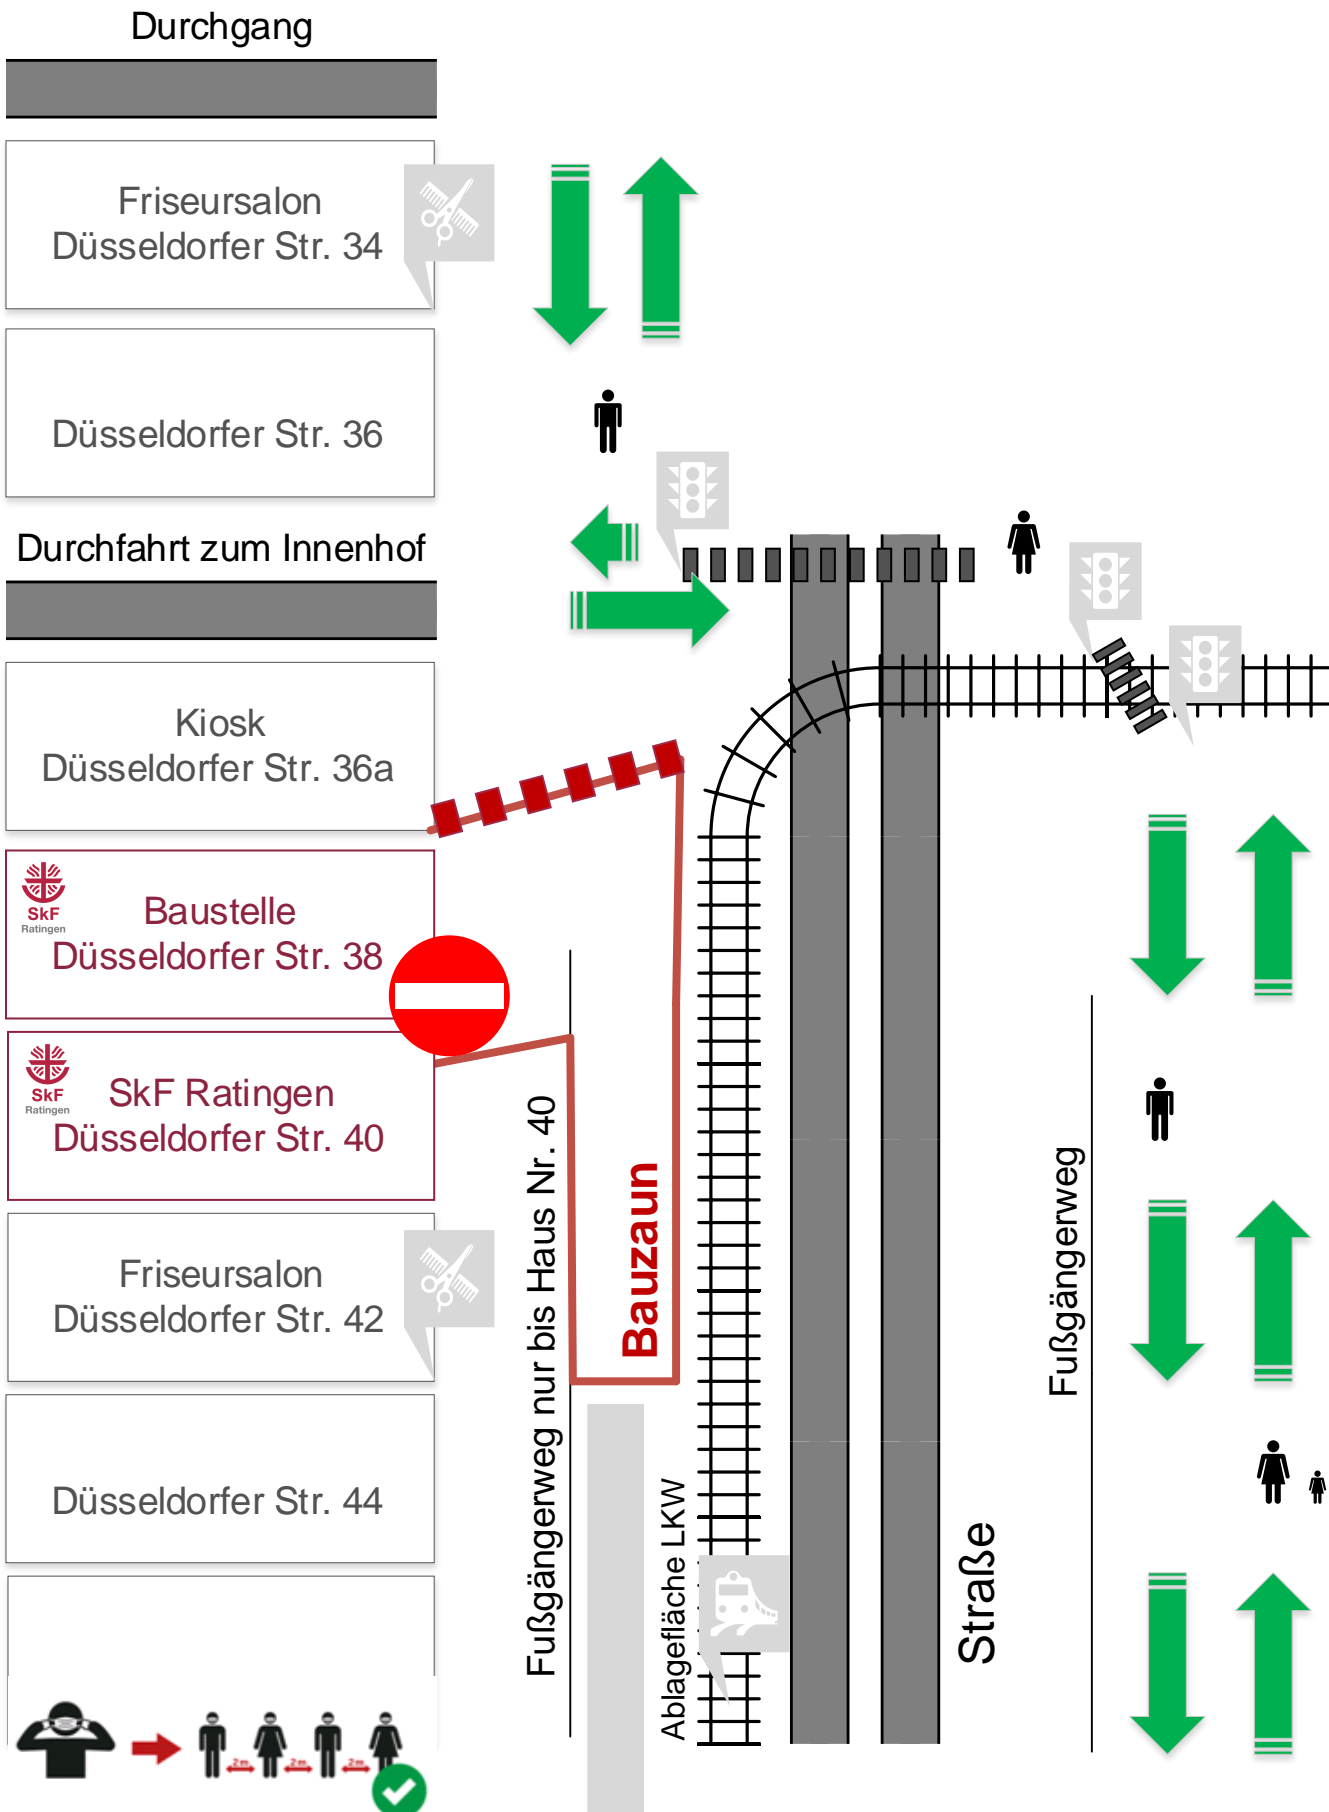 Durchgang
Friseursalon
Düsseldorfer Str. 34
Düsseldorfer Str. 36
Durchfahrt zum Innenhof
Kiosk
Düsseldorfer Str. 36a
SkF
Ratingen
Baustelle
Düsseldorfer Str. 38
SkF
Ratingen
SkF Ratingen
Düsseldorfer Str. 40
Friseursalon
Düsseldorfer Str. 42
Düsseldorfer Str. 44
Fußgängerweg nur bis Haus Nr. 40
Bauzaun
Ablagefläche LKW
Straße
Fußgängerweg
2m
2m
2m